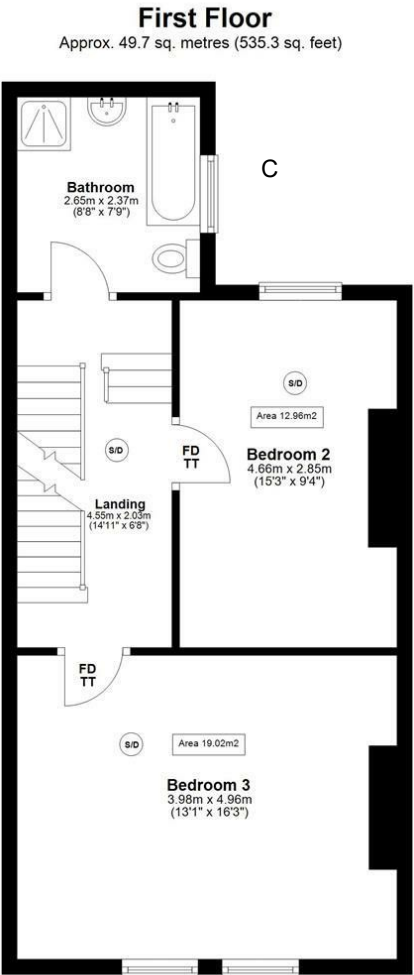 First Floor
Approx. 49.7 sq. metres (535.3 sq. feet)
C
Bathroom
2.65m x 2.37m
(8'8" x 7'9")
S/D
Area 12.96m2
Bedroom 2
4.66m x 2.85m
(15'3" x 9'4")
FD
TT
S/D
Landing
4.55m x 2.03m
(14'11" x 6'8")
FD
TT
S/D
Area 19.02m2
Bedroom 3
3.98m x 4.96m
(13'1" x 16'3")